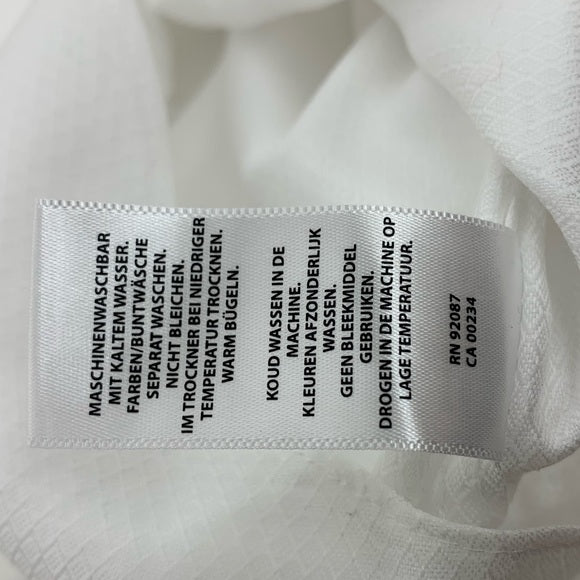 MASCHINENWASCHBAR
MIT KALTEM WASSER.
FARBEN/BUNTWÄSCHE
SEPARAT WASCHEN.
NICHT BLEICHEN.
IM TROCKNER BEI NIEDRIGER
TEMPERATUR TROCKNEN.
WARM BÜGELN.
KOUD WASSEN IN DE
MACHINE.
KLEUREN AFZONDERLIJK
WASSEN.
GEEN BLEEKMIDDEL
GEBRUIKEN.
DROGEN IN DE MACHINE OP
LAGE TEMPERATUUR.
RN 92087
CA 00234